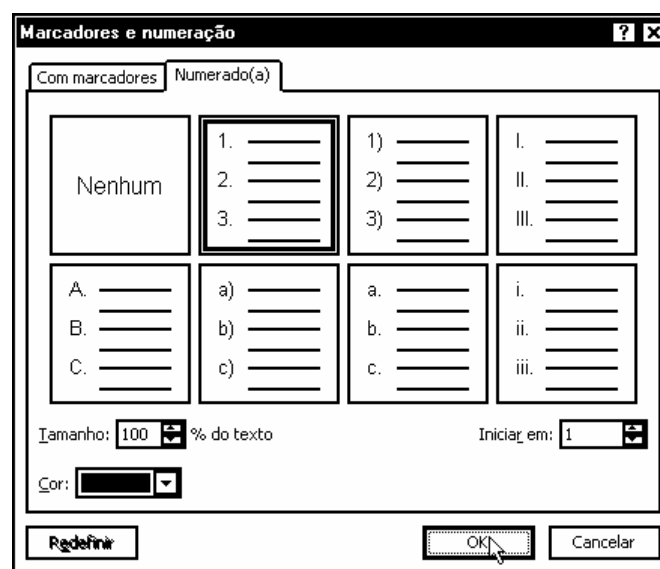 Marcadores e numeração
Com marcadores Numerado(a)
Nenhum
1.
2.
3.
1)
2)
3)
I.
II.
III.
A.
B.
C.
a)
b)
c)
a.
b.
c.
i.
ii.
iii.
Tamanho: 100 % do texto Iniciar em: 1
Cor:
Redefinir OK Cancelar